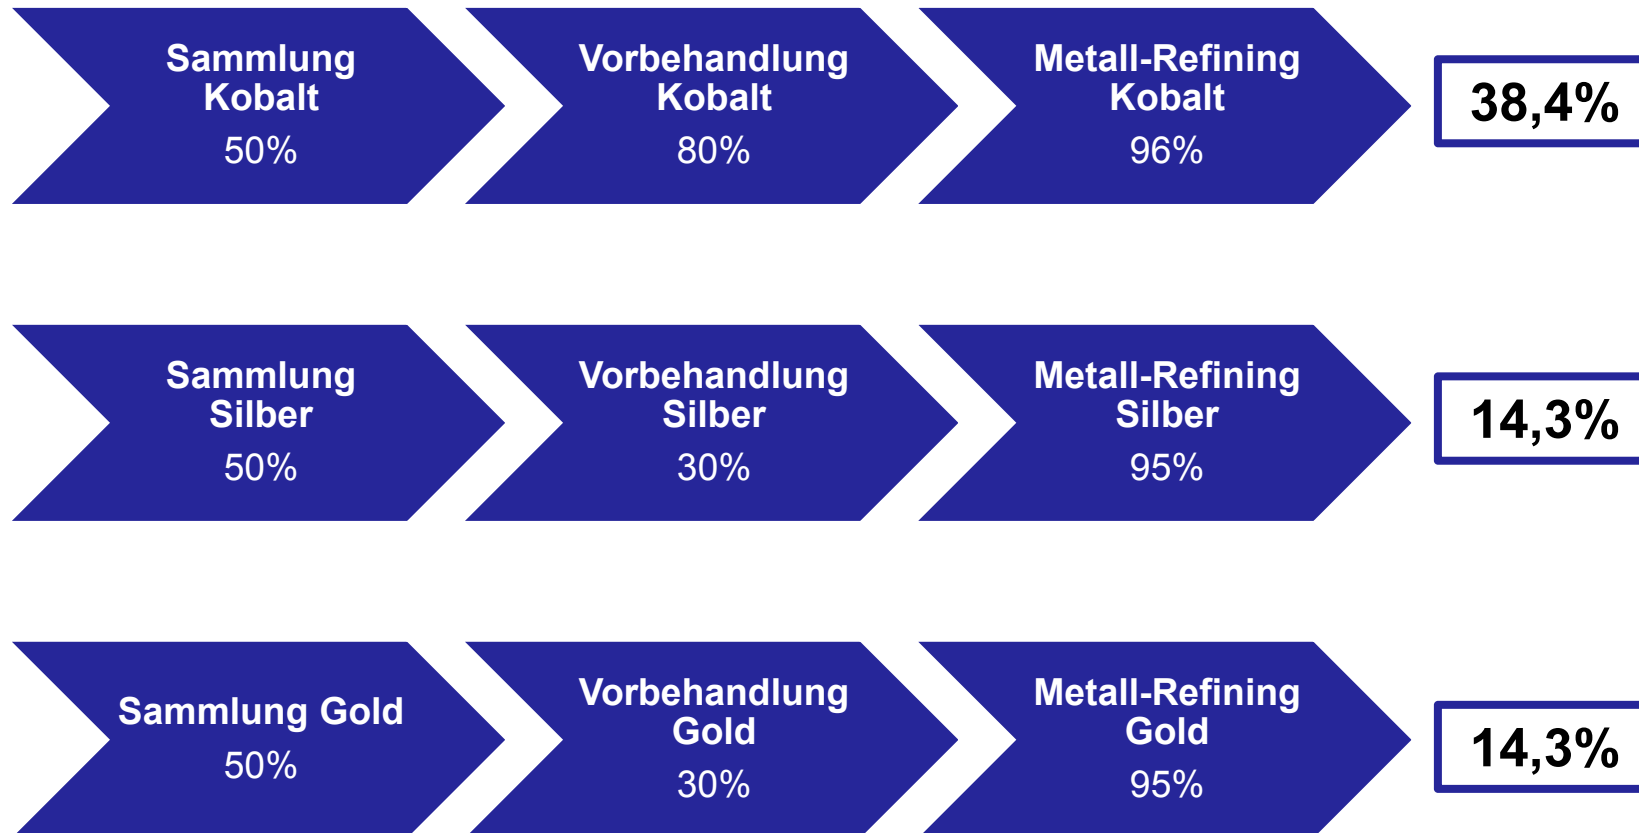 Sammlung
Kobalt
50%
Vorbehandlung
Kobalt
80%
Metall-Refining
Kobalt
96%
38,4%
Sammlung
Silber
50%
Vorbehandlung
Silber
30%
Metall-Refining
Silber
95%
14,3%
Sammlung Gold
50%
Vorbehandlung
Gold
30%
Metall-Refining
Gold
95%
14,3%